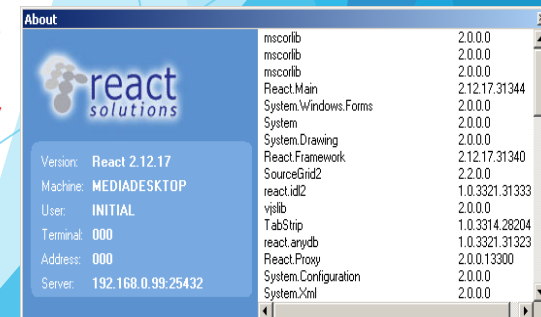 About
react
solutions
Version: React 2.12.17
Machine: MEDIADESKTOP
User: INITIAL
Terminal: 000
Address: 000
Server: 192.168.0.99:25432
mscorlib 2.0.0.0
mscorlib 2.0.0.0
mscorlib 2.0.0.0
React.Main 2.12.17.31344
System.Windows.Forms 2.0.0.0
System 2.0.0.0
System.Drawing 2.0.0.0
React.Framework 2.12.17.31340
SourceGrid2 2.2.0.0
react.idl2 1.0.3321.31333
vjslib 2.0.0.0
TabStrip 1.0.3314.28204
react.anydb 1.0.3321.31323
React.Proxy 2.0.0.13300
System.Configuration 2.0.0.0
System.Xml 2.0.0.0